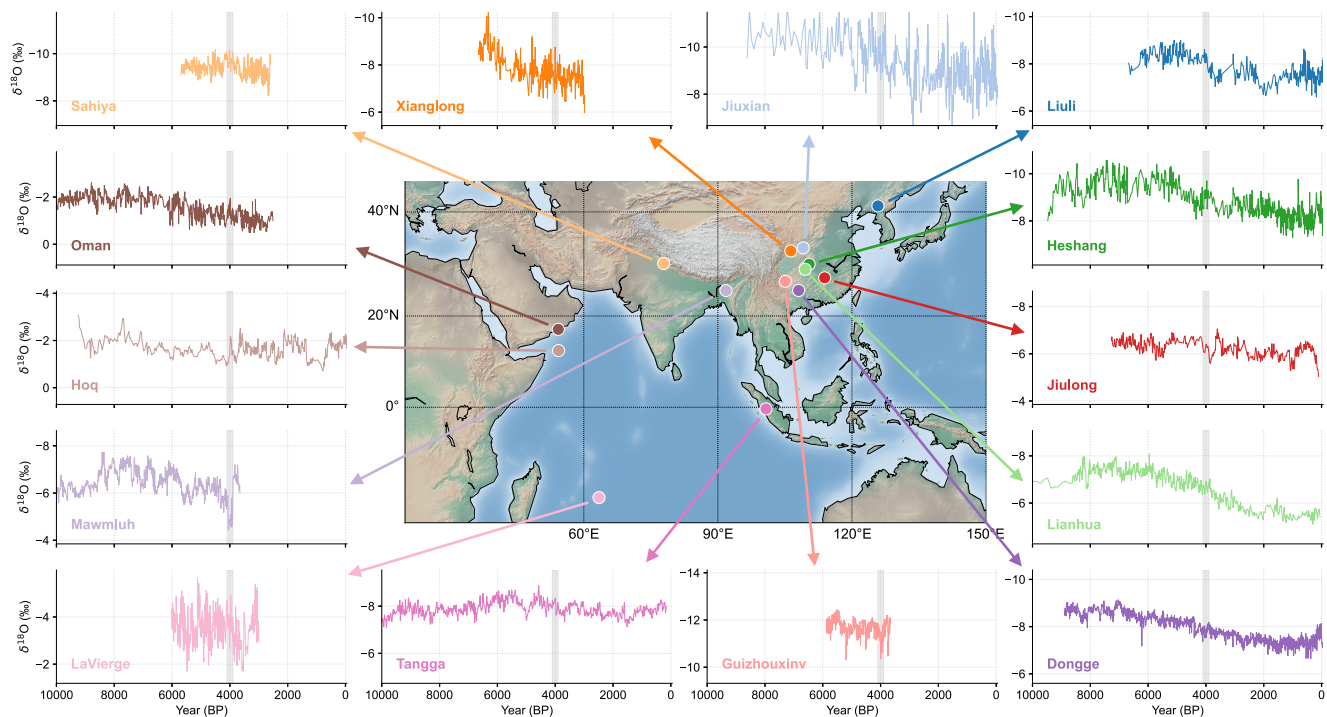 −10
−8
δ18O (‰)
Sahiya
−10
−8
−6
Xianglong
−10
−8
Jiuxian
−10
−8
−6
Liuli
−2
0
δ18O (‰)
Oman
−10
−8
Heshang
−4
−2
0
δ18O (‰)
Hoq
−8
−6
−4
Jiulong
−8
−6
−4
δ18O (‰)
Mawmluh
−8
−6
Lianhua
40°N
20°N
0°
60°E
90°E
120°E
150°E
−4
−2
δ18O (‰)
LaVierge
10000 8000 6000 4000 2000 0
Year (BP)
−8
−6
Tangga
10000 8000 6000 4000 2000 0
Year (BP)
−14
−12
−10
Guizhouxinv
10000 8000 6000 4000 2000 0
Year (BP)
−10
−8
−6
Dongge
10000 8000 6000 4000 2000 0
Year (BP)